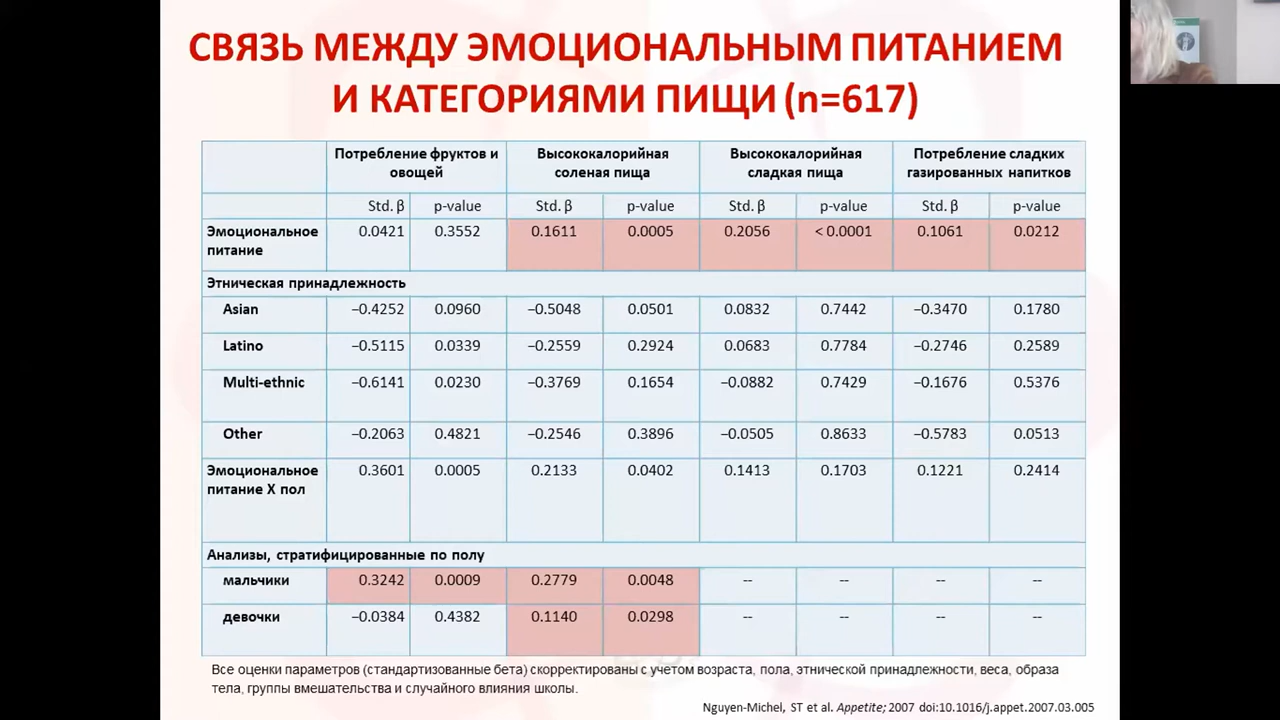 СВЯЗЬ МЕЖДУ ЭМОЦИОНАЛЬНЫМ ПИТАНИЕМ
И КАТЕГОРИЯМИ ПИЩИ (n=617)
Потребление фруктов и овощей Высококалорийная соленая пища Высококалорийная сладкая пища Потребление сладких газированных напитков
Std. β p-value Std. β p-value Std. β p-value Std. β p-value
Эмоциональное питание 0.0421 0.3552 0.1611 0.0005 0.2056 < 0.0001 0.1061 0.0212
Этническая принадлежность
Asian −0.4252 0.0960 −0.5048 0.0501 0.0832 0.7442 −0.3470 0.1780
Latino −0.5115 0.0339 −0.2559 0.2924 0.0683 0.7784 −0.2746 0.2589
Multi-ethnic −0.6141 0.0230 −0.3769 0.1654 −0.0882 0.7429 −0.1676 0.5376
Other −0.2063 0.4821 −0.2546 0.3896 −0.0505 0.8633 −0.5783 0.0513
Эмоциональное питание X пол 0.3601 0.0005 0.2133 0.0402 0.1413 0.1703 0.1221 0.2414
Анализы, стратифицированные по полу
мальчики 0.3242 0.0009 0.2779 0.0048 -- -- -- --
девочки −0.0384 0.4382 0.1140 0.0298 -- -- -- --
Все оценки параметров (стандартизованные бета) скорректированы с учетом возраста, пола, этнической принадлежности, веса, образа
тела, группы вмешательства и случайного влияния школы.
Nguyen-Michel, ST et al. Appetite; 2007 doi:10.1016/j.appet.2007.03.005